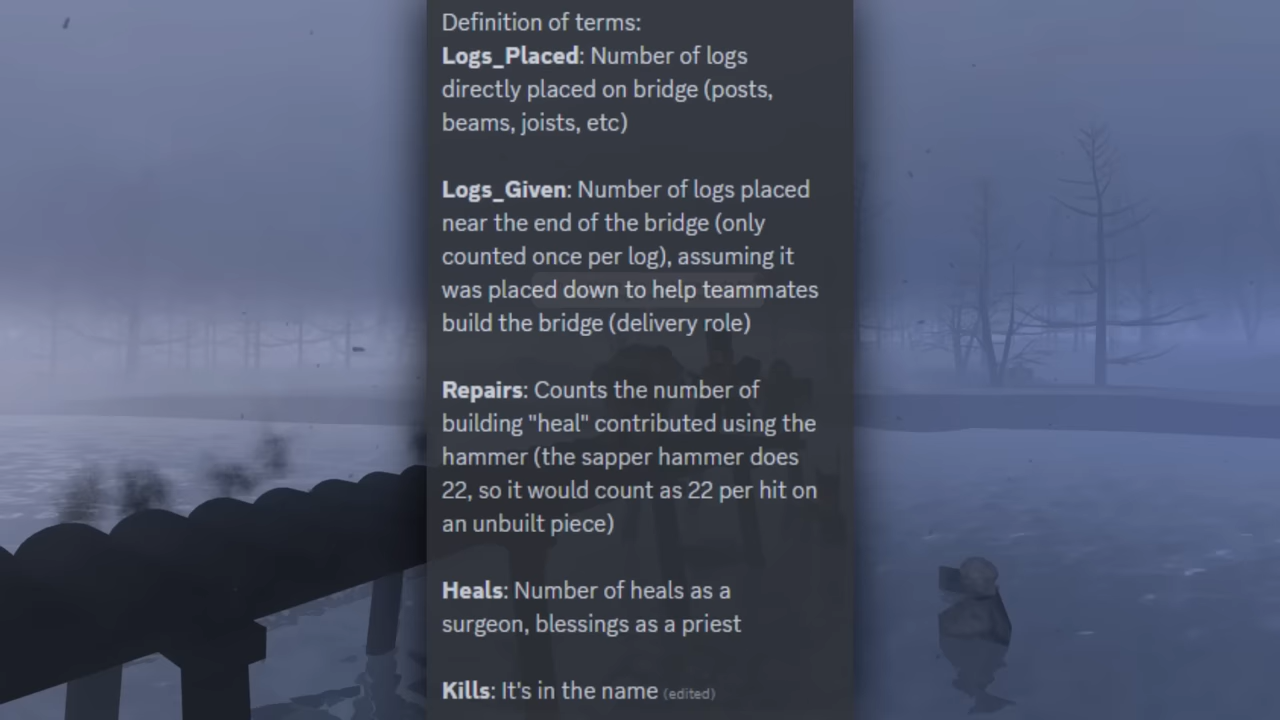 Definition of terms:
Logs_Placed: Number of logs
directly placed on bridge (posts,
beams, joists, etc)
Logs_Given: Number of logs placed
near the end of the bridge (only
counted once per log), assuming it
was placed down to help teammates
build the bridge (delivery role)
Repairs: Counts the number of
building "heal" contributed using the
hammer (the sapper hammer does
22, so it would count as 22 per hit on
an unbuilt piece)
Heals: Number of heals as a
surgeon, blessings as a priest
Kills: It's in the name (edited)